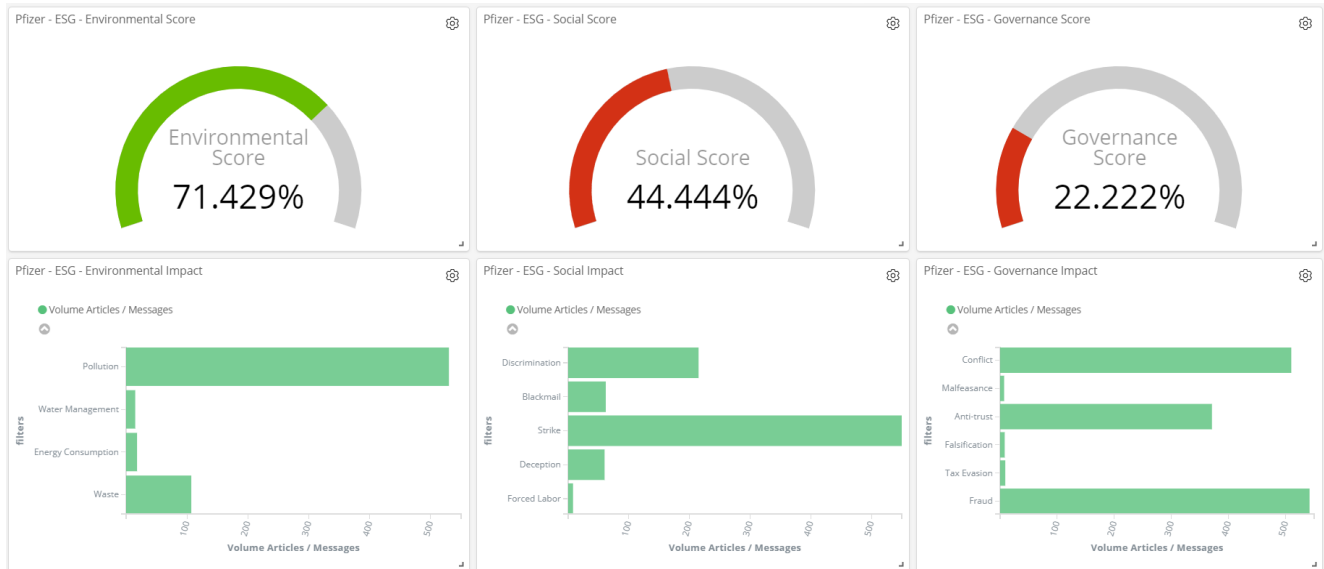 Pfizer - ESG - Environmental Score
Environmental
Score
71.429%
Pfizer - ESG - Social Score
Social Score
44.444%
Pfizer - ESG - Governance Score
Governance
Score
22.222%
Pfizer - ESG - Environmental Impact
Volume Articles / Messages
filters
Pollution
Water Management
Energy Consumption
Waste
100
200
300
400
500
Volume Articles / Messages
Pfizer - ESG - Social Impact
Volume Articles / Messages
filters
Discrimination
Blackmail
Strike
Deception
Forced Labor
100
200
300
400
500
Volume Articles / Messages
Pfizer - ESG - Governance Impact
Volume Articles / Messages
filters
Conflict
Malfeasance
Anti-trust
Falsification
Tax Evasion
Fraud
100
200
300
400
500
Volume Articles / Messages